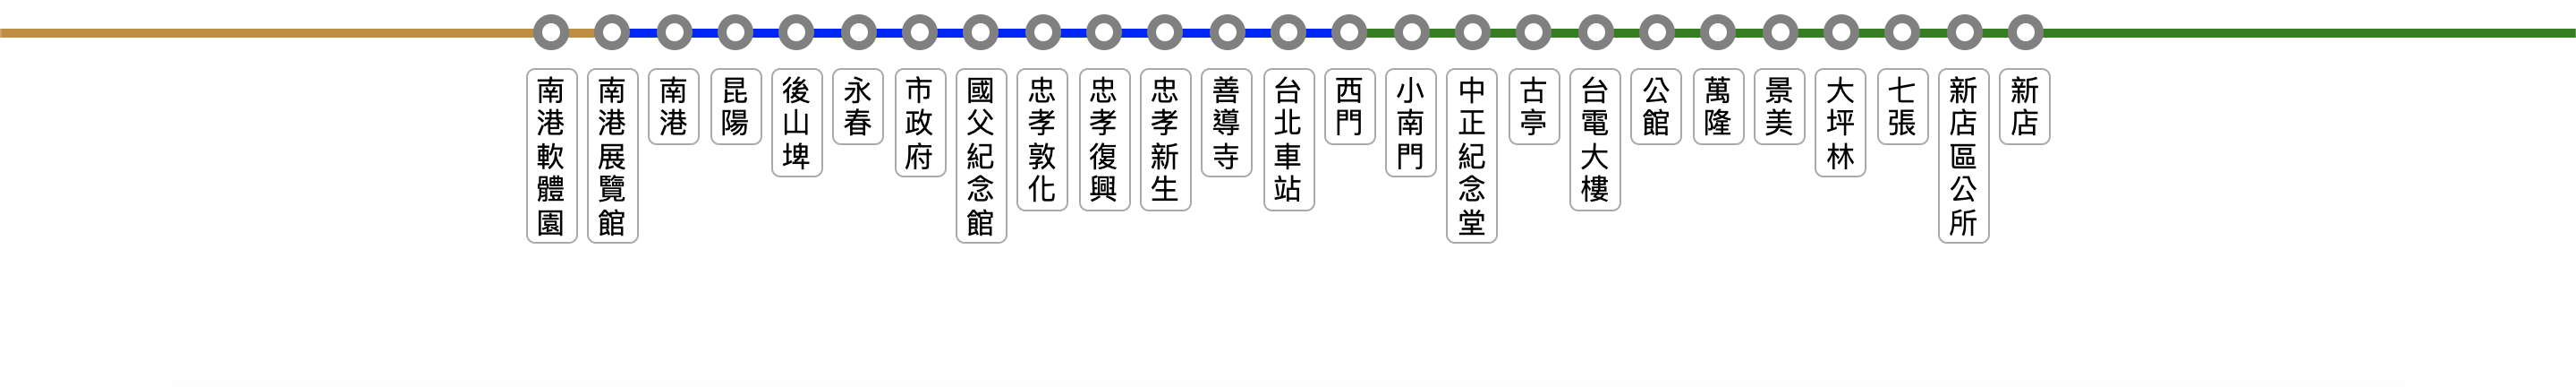 南港軟體園
南港展覽館
南港
昆陽
後山埤
永春
市政府
國父紀念館
忠孝敦化
忠孝復興
忠孝新生
善導寺
台北車站
西門
小南門
中正紀念堂
古亭
台電大樓
公館
萬隆
景美
大坪林
七張
新店區公所
新店